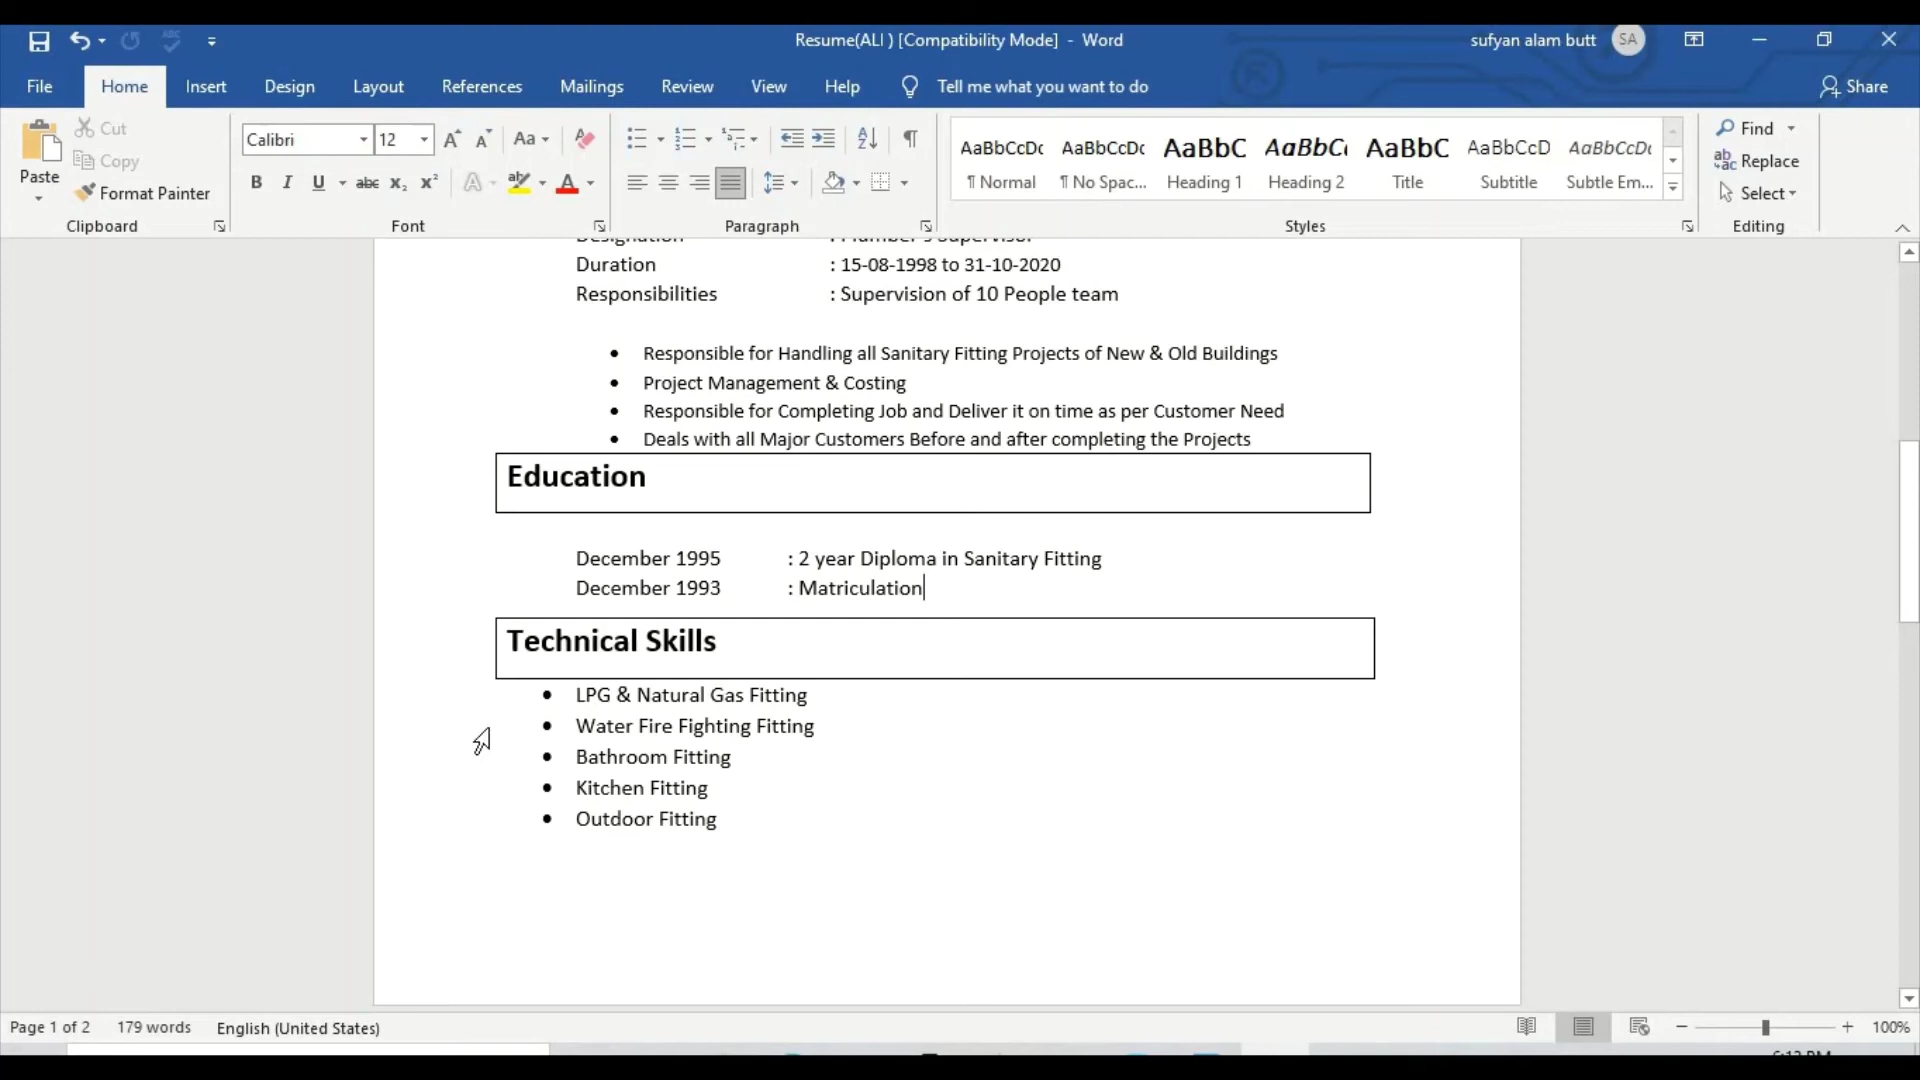 Resume(ALI ) [Compatibility Mode] - Word
sufyan alam butt
SA
File
Home
Insert
Design
Layout
References
Mailings
Review
View
Help
Tell me what you want to do
Share
Paste
Cut
Copy
Format Painter
Clipboard
Calibri
12
Font
Paragraph
AaBbCcDc
¶ Normal
AaBbCcDc
¶ No Spac...
AaBbC
Heading 1
AaBbC
Heading 2
AaBbC
Title
AaBbCcD
Subtitle
AaBbCcDc
Subtle Em...
Styles
Find
Replace
Select
Editing
Designation : Plumber's Supervisor
Duration : 15-08-1998 to 31-10-2020
Responsibilities : Supervision of 10 People team
• Responsible for Handling all Sanitary Fitting Projects of New & Old Buildings
• Project Management & Costing
• Responsible for Completing Job and Deliver it on time as per Customer Need
• Deals with all Major Customers Before and after completing the Projects
Education
December 1995 : 2 year Diploma in Sanitary Fitting
December 1993 : Matriculation
Technical Skills
• LPG & Natural Gas Fitting
• Water Fire Fighting Fitting
• Bathroom Fitting
• Kitchen Fitting
• Outdoor Fitting
Page 1 of 2
179 words
English (United States)
100%